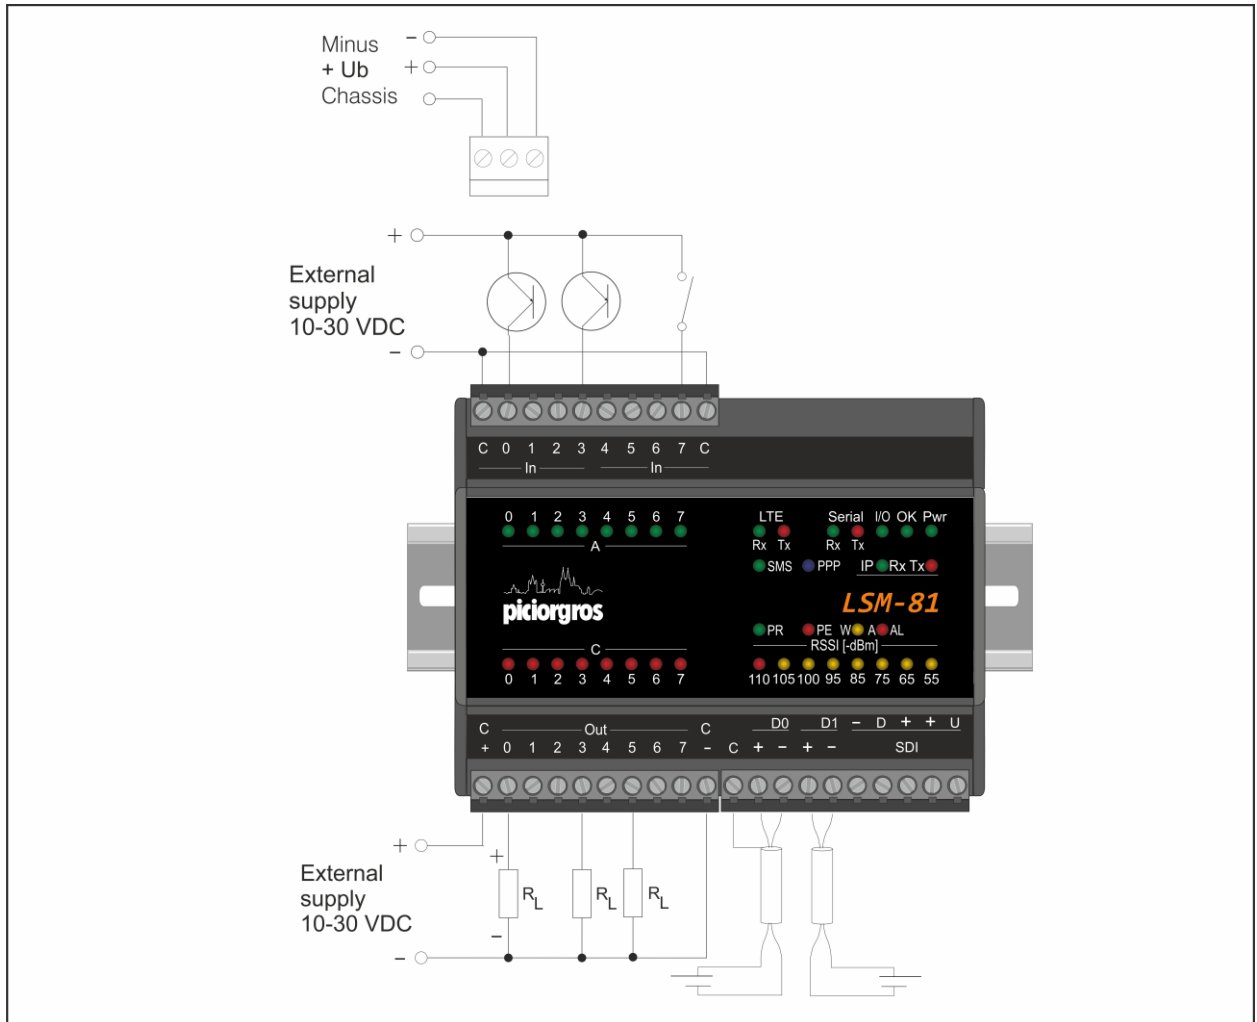 Minus -
+ Ub +
Chassis
+
External
supply
10-30 VDC
-
C 0 1 2 3 4 5 6 7 C
In In
0 1 2 3 4 5 6 7
A
LTE Serial I/O OK Pwr
Rx Tx Rx Tx
SMS PPP IP Rx Tx
piciorgros
LSM-81
PR PE W A AL
RSSI [-dBm]
C
0 1 2 3 4 5 6 7
110 105 100 95 85 75 65 55
C Out C
+ 0 1 2 3 4 5 6 7 -
D0 D1 - D + + U
C + - + - SDI
+
External
supply
10-30 VDC
-
+ RL RL RL
-